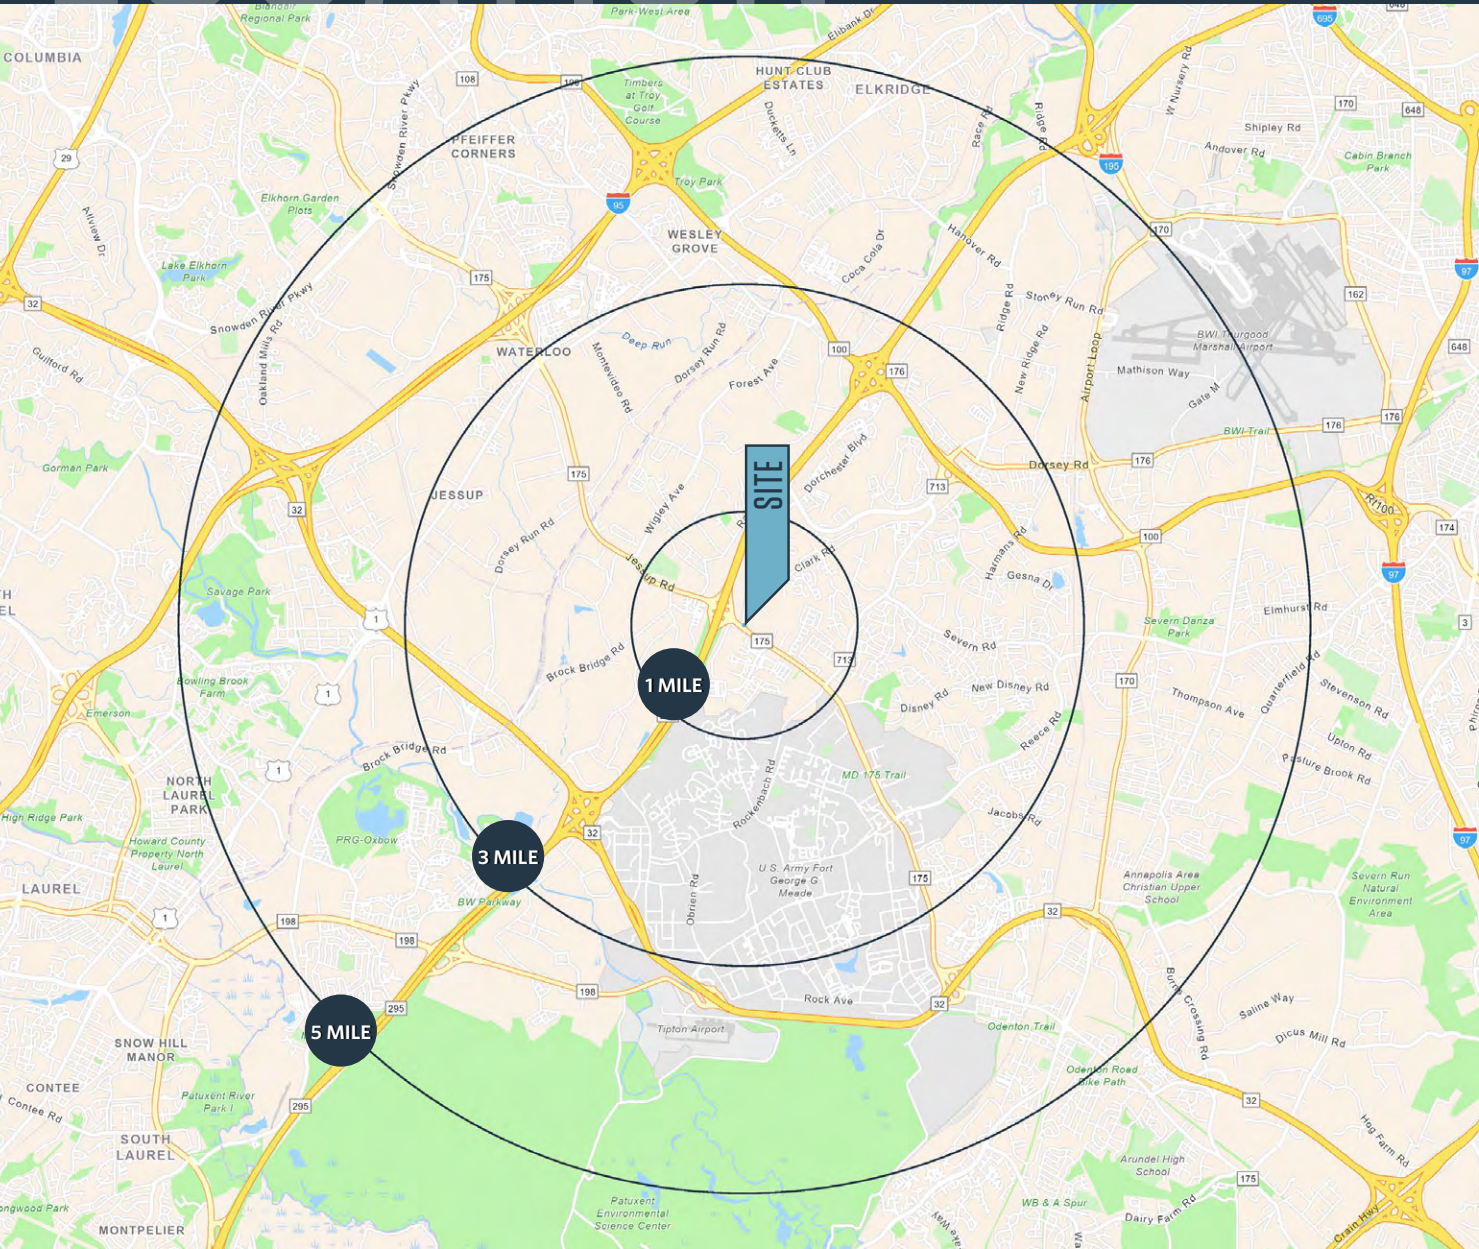 Blandair
Regional Park
Park-West Area
Elibank Dr
695
648
COLUMBIA
108
100
HUNT CLUB
ESTATES
ELKRIDGE
Timbers
at Troy
Golf
Course
Ducketts Ln
Race Rd
Ridge Rd
W Nursery Rd
170
648
Shipley Rd
Andover Rd
Cabin Branch
Park
Snowden River Pkwy
PFEIFFER
CORNERS
29
195
Troy Park
Elkhorn Garden
Plots
95
Allview Dr
WESLEY
GROVE
Coca Cola Dr
Hanover Rd
170
Lake Elkhorn
Park
175
97
32
Snowden River Pkwy
Stoney Run Rd
Ridge Rd
162
Deep Run
Dorsey Run Rd
BWI Thurgood
Marshall Airport
Guilford Rd
Oakland Mills Rd
WATERLOO
Montevideo Rd
Forest Ave
100
176
New Ridge Rd
Airport Loop
Mathison Way
Gate M
648
176
176
BWI Trail
Gorman Park
175
SITE
Dorchester Blvd
Dorsey Rd
176
713
JESSUP
Wigley Ave
32
Dorsey Run Rd
Rt100
174
Jessup Rd
Clark Rd
Harmans Rd
100
97
Gesna Dr
Savage Park
1
Elmhurst Rd
Severn Danza
Park
3
175
Severn Rd
713
Brock Bridge Rd
1 MILE
Bowling Brook
Farm
1
New Disney Rd
Disney Rd
170
Thompson Ave
Quarterfield Rd
Stevenson Rd
Emerson
Reece Rd
Upton Rd
Brock Bridge Rd
1
Pasture Brook Rd
NORTH
LAUREL
PARK
Rockenbach Rd
MD 175 Trail
High Ridge Park
PRG-Oxbow
32
Jacobs Rd
97
Howard County
Property North
Laurel
3 MILE
U.S. Army Fort
George G
Meade
175
Annapolis Area
Christian Upper
School
Severn Run
Natural
Environment
Area
LAUREL
BW Parkway
Obrien Rd
1
198
198
32
198
Rock Ave
32
Burns Crossing Rd
Saline Way
295
5 MILE
Tipton Airport
Odenton Trail
Dicus Mill Rd
SNOW HILL
MANOR
Odenton Road
Bike Path
CONTEE
Contee Rd
Patuxent River
Park I
295
32
Hog Farm Rd
SOUTH
LAUREL
Arundel High
School
175
Patuxent
Environmental
Science Center
WB & A Spur
Dairy Farm Rd
Crain Hwy
MONTPELIER